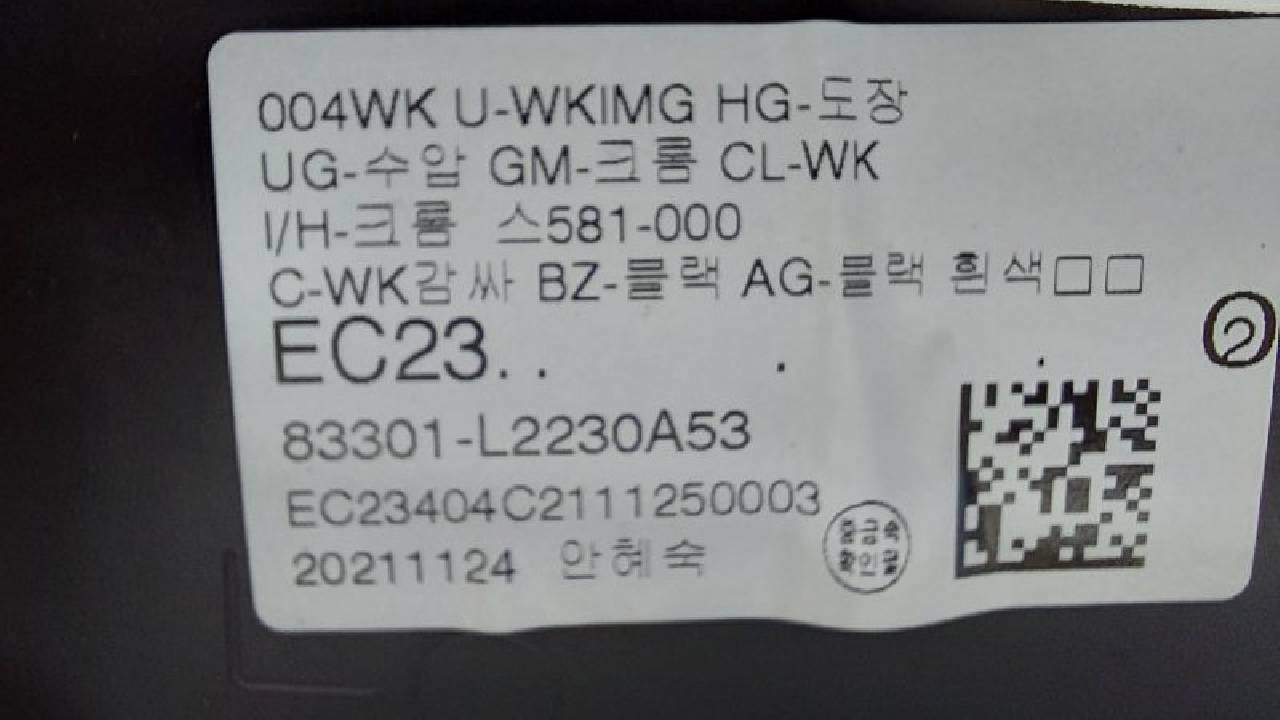 004WK U-WKIMG HG-도장
UG-수압 GM-크롬 CL-WK
I/H-크롬 스581-000
C-WK감싸 BZ-블랙 AG-블랙 흰색□□
EC23. .
②
83301-L2230A53
EC23404C2111250003
20211124 안혜숙